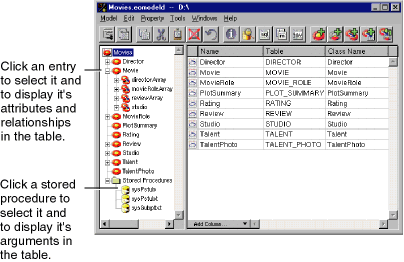 Movies.eomodeld -- D:\
Model Edit Property Tools Windows Help
Click an entry
to select it and
to display it's
attributes and
relationships
in the table.
Click a stored
procedure to
select it and
to display it's
arguments in
the table.
Movies
Director
Movie
directorArray
movieRoleArray
reviewArray
studio
MovieRole
PlotSummary
Rating
Review
Studio
Talent
TalentPhoto
Stored Procedures
Name Table Class Name
Director DIRECTOR Director
Movie MOVIE Movie
MovieRole MOVIE_ROLE MovieRole
PlotSummary PLOT_SUMMARY PlotSummary
Rating RATING Rating
Review REVIEW Review
Studio STUDIO Studio
Talent TALENT Talent
TalentPhoto TALENT_PHOTO TalentPhoto
Add Column...